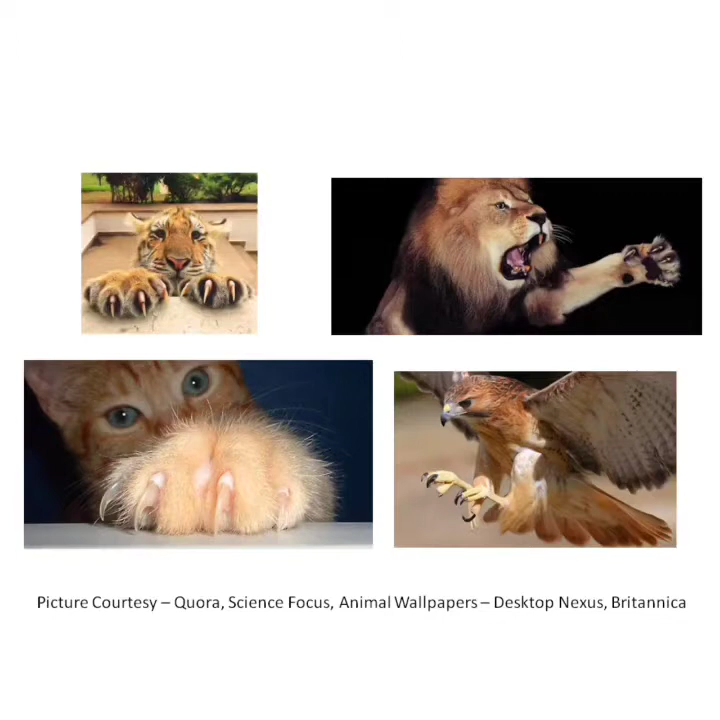 Picture Courtesy – Quora, Science Focus, Animal Wallpapers – Desktop Nexus, Britannica